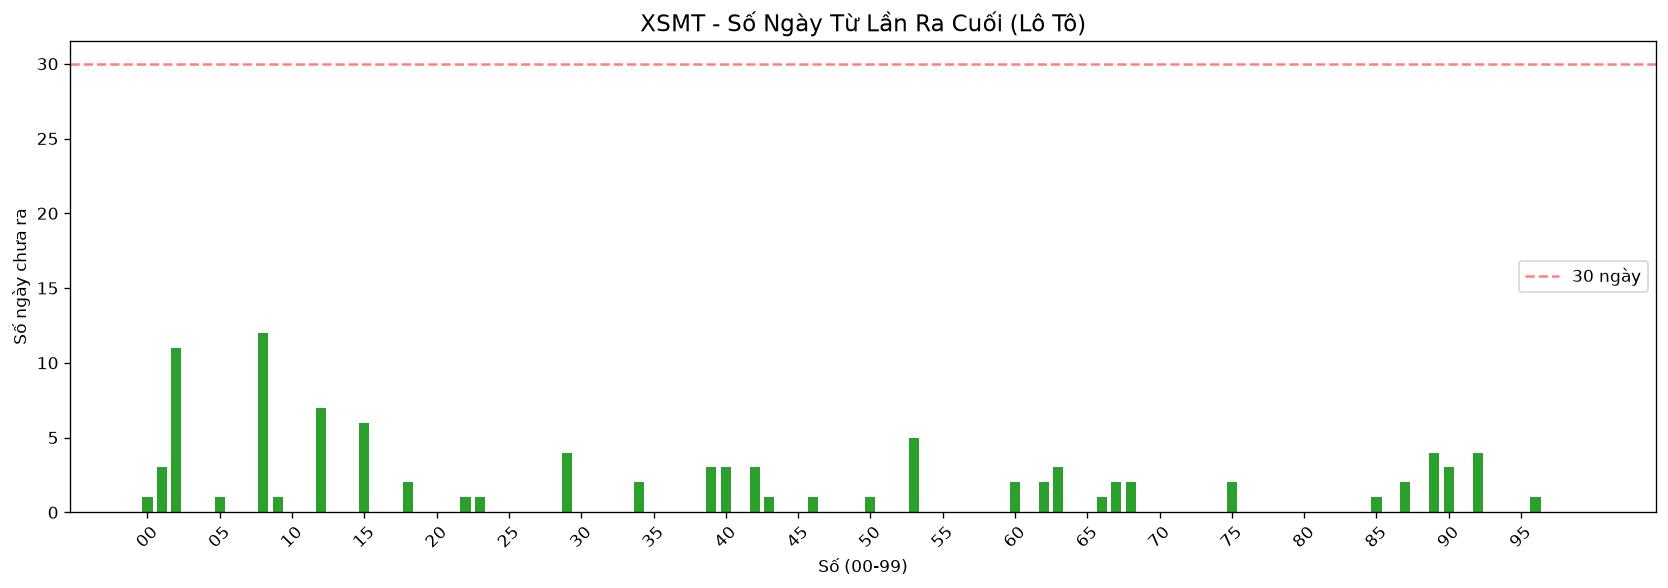 XSMT - Số Ngày Từ Lần Ra Cuối (Lô Tô)
Số ngày chưa ra
30
25
20
15
10
5
0
30 ngày
00 05 10 15 20 25 30 35 40 45 50 55 60 65 70 75 80 85 90 95
Số (00-99)